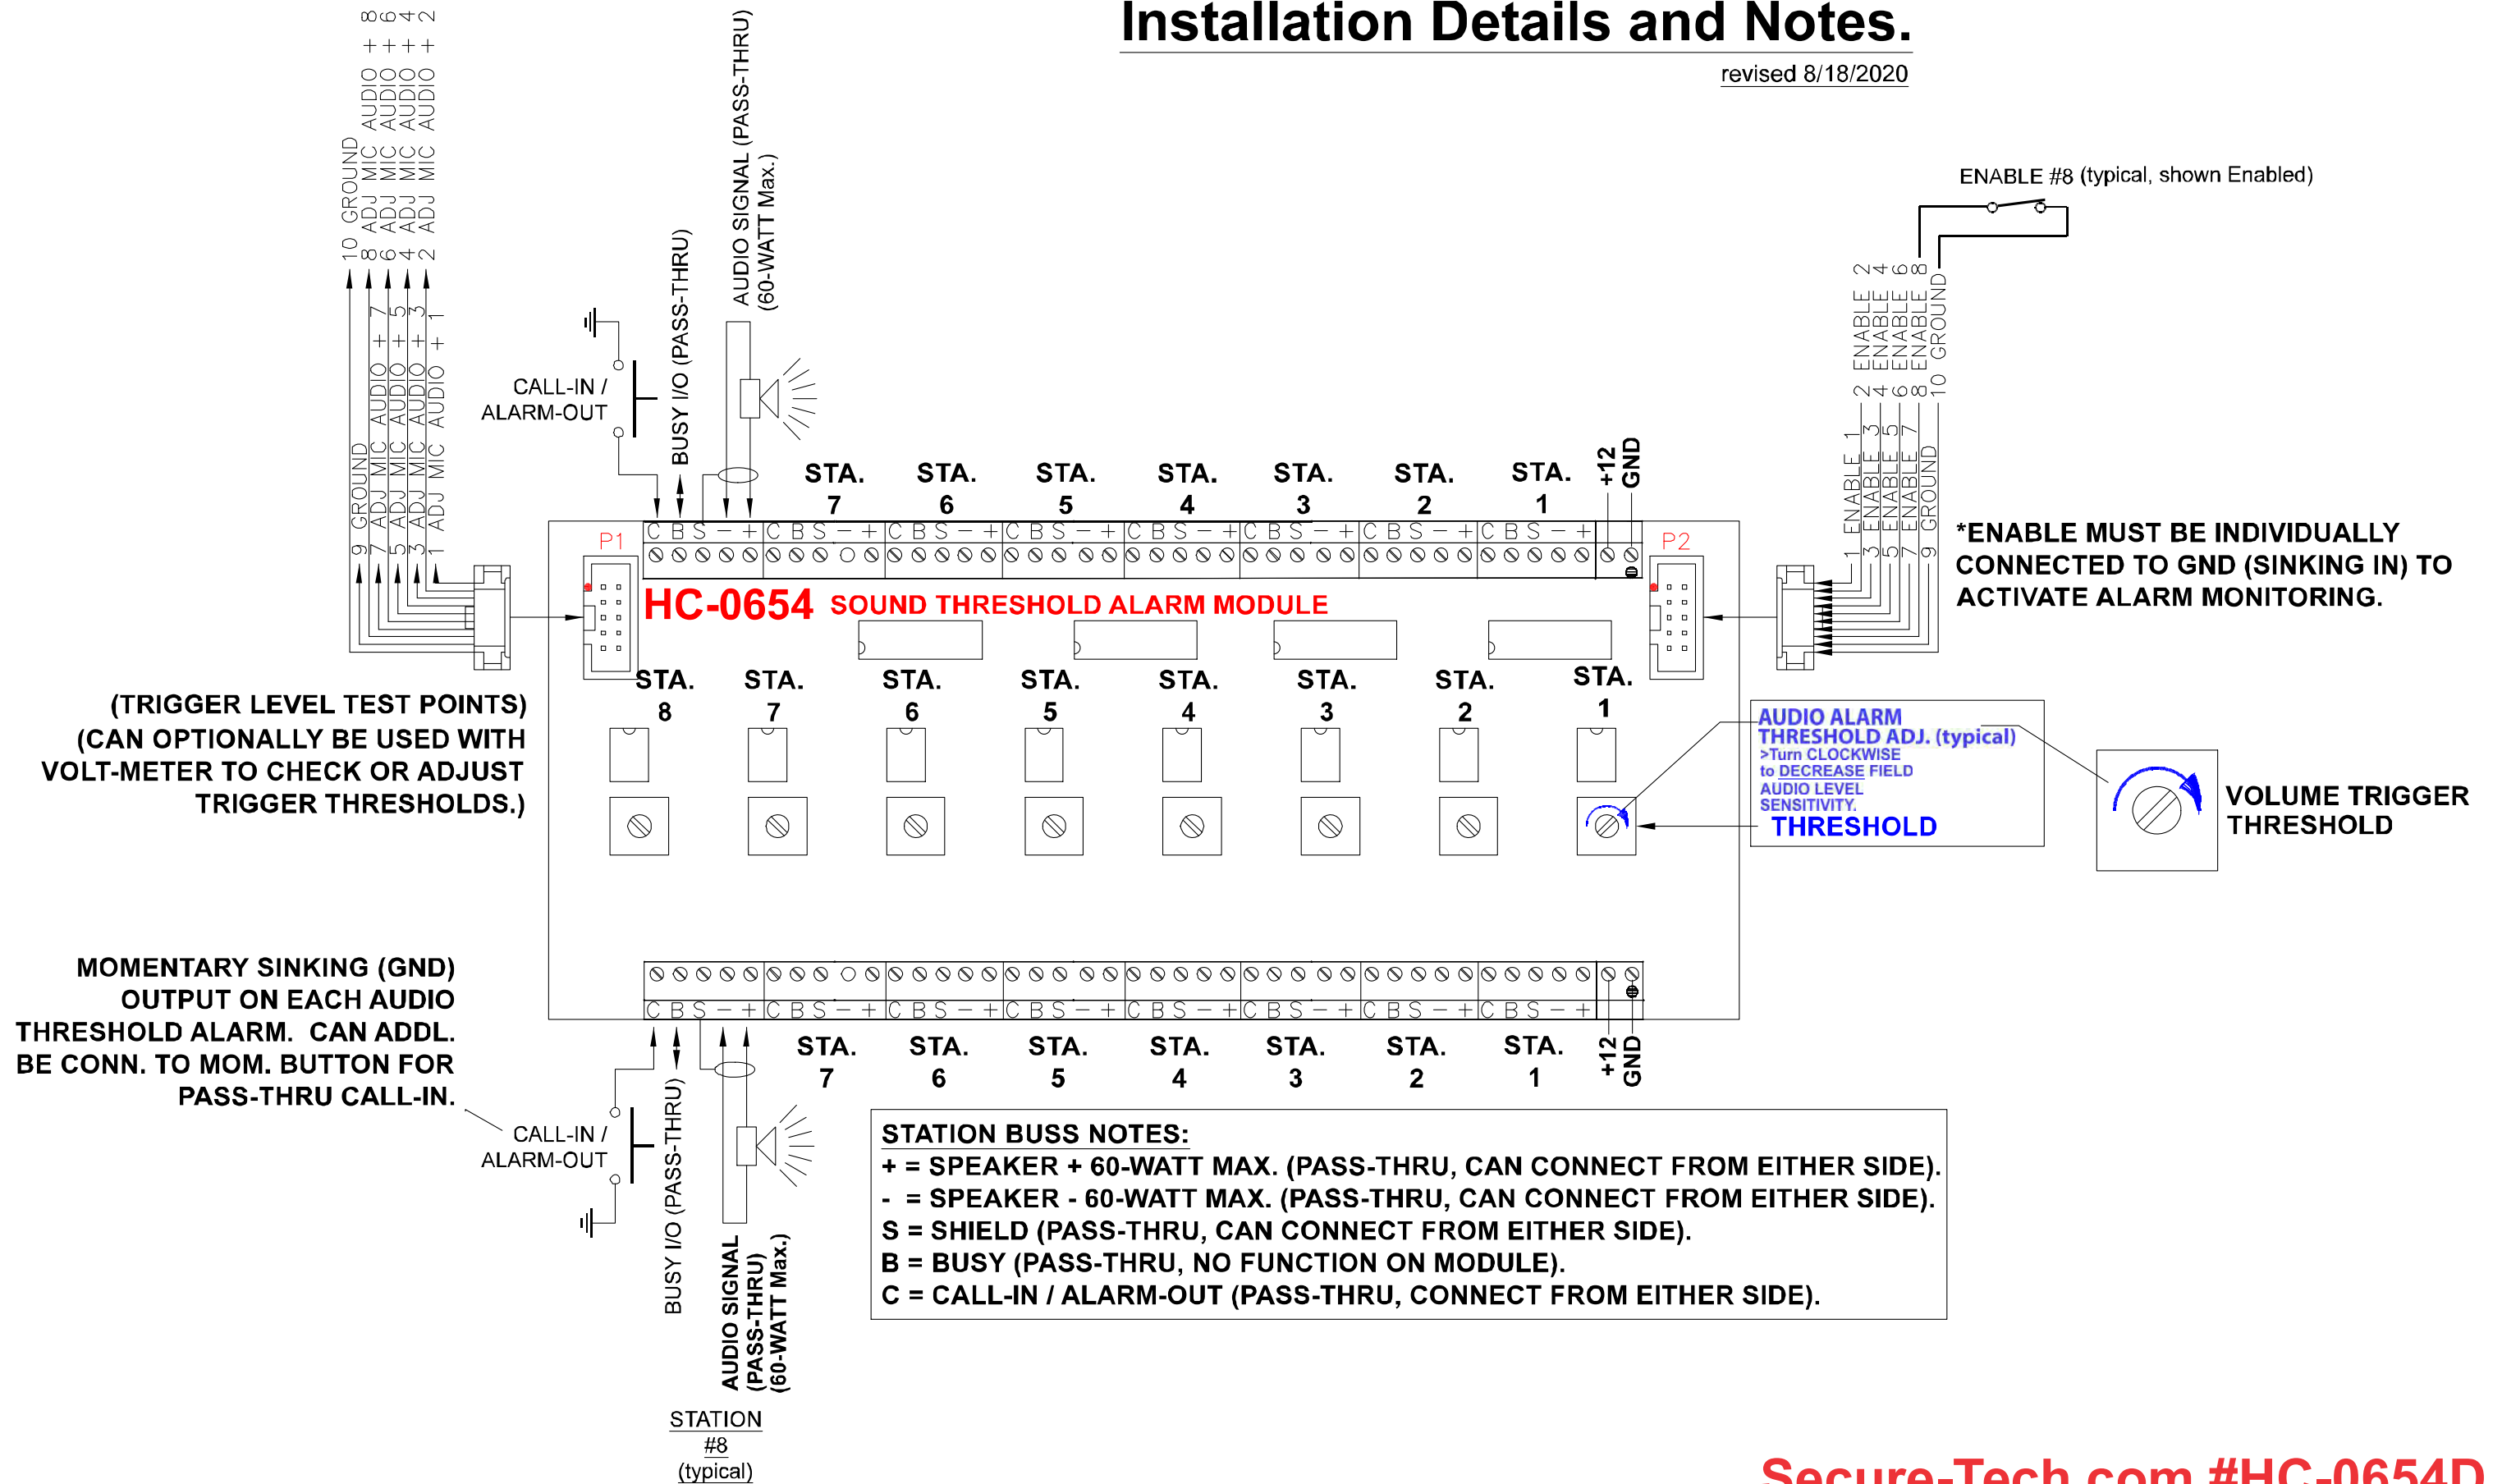 Installation Details and Notes.
revised 8/18/2020
10 GROUND
8 ADJ MIC AUDIO + 8
6 ADJ MIC AUDIO + 6
4 ADJ MIC AUDIO + 4
2 ADJ MIC AUDIO + 2
9 GROUND
7 ADJ MIC AUDIO + 7
5 ADJ MIC AUDIO + 5
3 ADJ MIC AUDIO + 3
1 ADJ MIC AUDIO + 1
CALL-IN /
ALARM-OUT
BUSY I/O (PASS-THRU)
AUDIO SIGNAL (PASS-THRU)
(60-WATT Max.)
ENABLE #8 (typical, shown Enabled)
2 ENABLE 2
4 ENABLE 4
6 ENABLE 6
8 ENABLE 8
10 GROUND
1 ENABLE 1
3 ENABLE 3
5 ENABLE 5
7 ENABLE 7
9 GROUND
*ENABLE MUST BE INDIVIDUALLY
CONNECTED TO GND (SINKING IN) TO
ACTIVATE ALARM MONITORING.
STA. STA. STA. STA. STA. STA. STA.
7 6 5 4 3 2 1
+12
GND
C B S - + C B S - + C B S - + C B S - + C B S - + C B S - + C B S - + C B S - +
P1
P2
HC-0654 SOUND THRESHOLD ALARM MODULE
STA. STA. STA. STA. STA. STA. STA. STA.
8 7 6 5 4 3 2 1
(TRIGGER LEVEL TEST POINTS)
(CAN OPTIONALLY BE USED WITH
VOLT-METER TO CHECK OR ADJUST
TRIGGER THRESHOLDS.)
AUDIO ALARM
THRESHOLD ADJ. (typical)
>Turn CLOCKWISE
to DECREASE FIELD
AUDIO LEVEL
SENSITIVITY.
THRESHOLD
VOLUME TRIGGER
THRESHOLD
MOMENTARY SINKING (GND)
OUTPUT ON EACH AUDIO
THRESHOLD ALARM. CAN ADDL.
BE CONN. TO MOM. BUTTON FOR
PASS-THRU CALL-IN.
C B S - + C B S - + C B S - + C B S - + C B S - + C B S - + C B S - + C B S - +
STA. STA. STA. STA. STA. STA. STA.
7 6 5 4 3 2 1
+12
GND
CALL-IN /
ALARM-OUT
BUSY I/O (PASS-THRU)
AUDIO SIGNAL
(PASS-THRU)
(60-WATT Max.)
STATION
#8
(typical)
STATION BUSS NOTES:
+ = SPEAKER + 60-WATT MAX. (PASS-THRU, CAN CONNECT FROM EITHER SIDE).
- = SPEAKER - 60-WATT MAX. (PASS-THRU, CAN CONNECT FROM EITHER SIDE).
S = SHIELD (PASS-THRU, CAN CONNECT FROM EITHER SIDE).
B = BUSY (PASS-THRU, NO FUNCTION ON MODULE).
C = CALL-IN / ALARM-OUT (PASS-THRU, CONNECT FROM EITHER SIDE).
Secure-Tech.com #HC-0654D